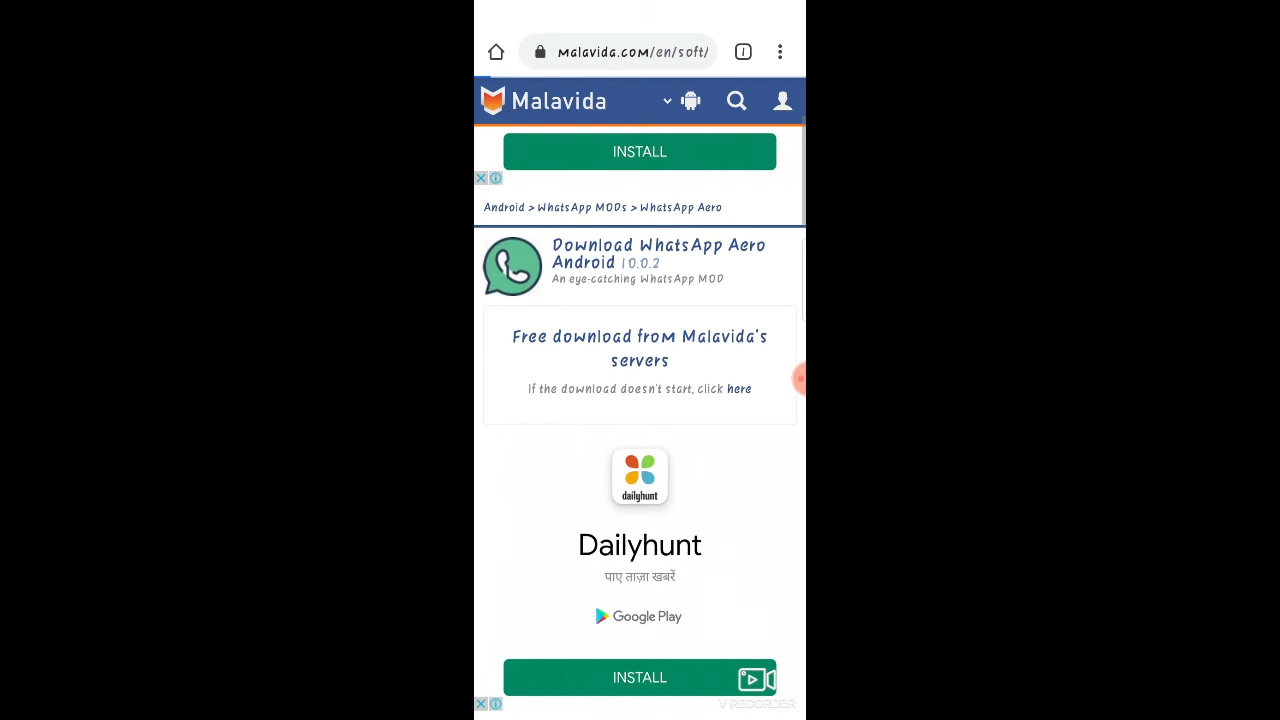 malavida.com/en/soft/
Malavida
INSTALL
Android > WhatsApp MODs > WhatsApp Aero
Download WhatsApp Aero
Android 10.0.2
An eye-catching WhatsApp MOD
Free download from Malavida's
servers
If the download doesn't start, click here
dailyhunt
Dailyhunt
पाए ताज़ा खबरें
Google Play
INSTALL
V RECORDER